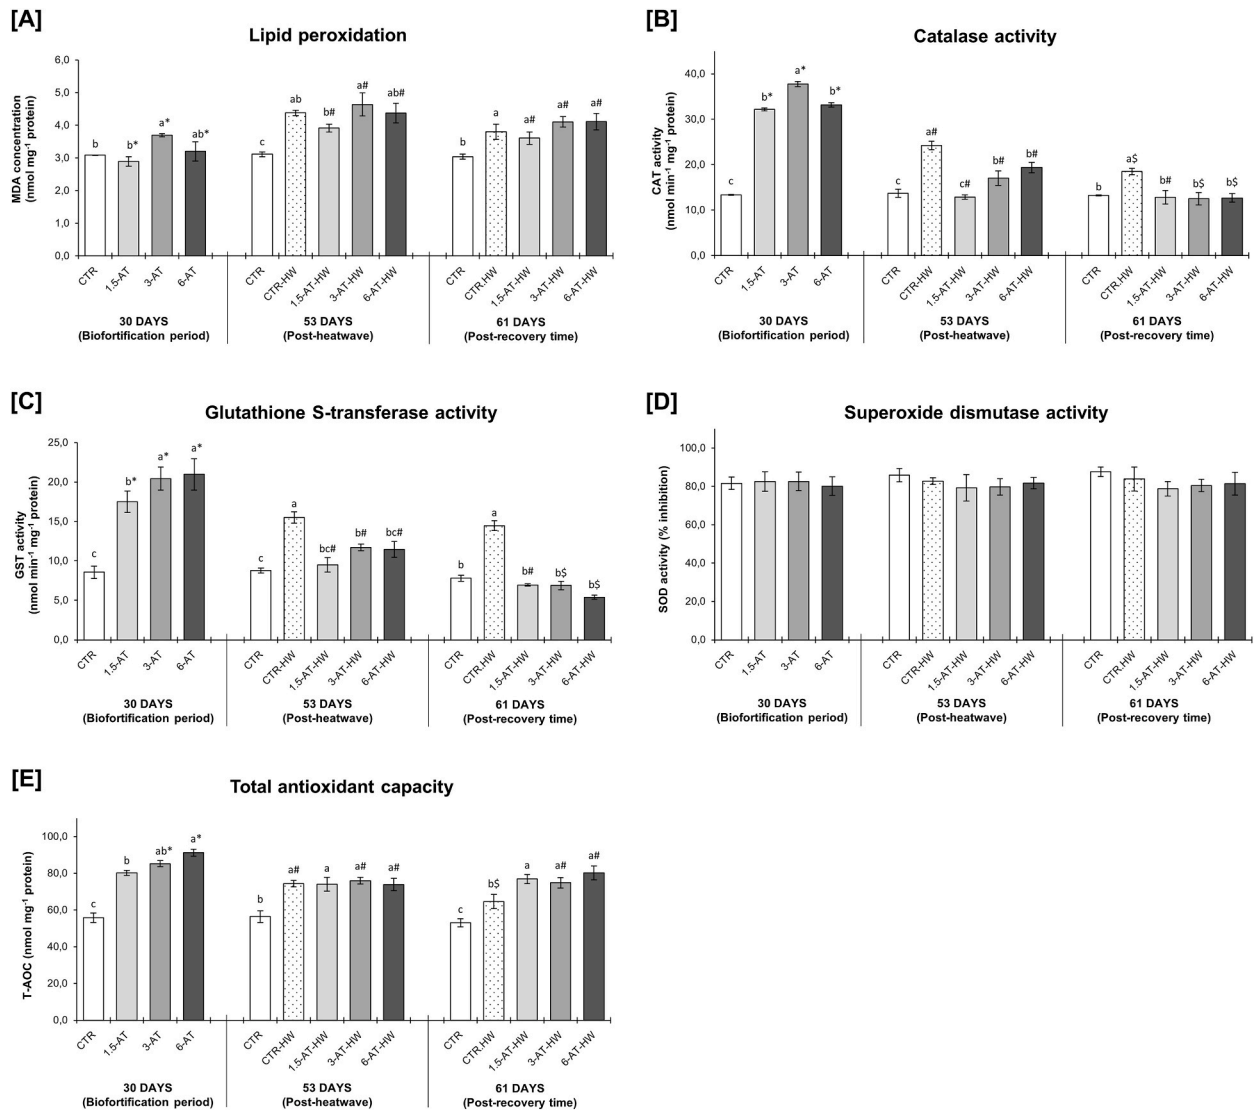 [A]
Lipid peroxidation
MDA concentration
(nmol mg-1 protein)
6,0
5,0
4,0
3,0
2,0
1,0
0,0
b
b*
a*
ab*
c
ab
b#
a#
ab#
b
a
a#
a#
a#
CTR
1.5-AT
3-AT
6-AT
CTR
CTR-HW
1.5-AT-HW
3-AT-HW
6-AT-HW
CTR
CTR.HW
1.5-AT-HW
3-AT-HW
6-AT-HW
30 DAYS
(Biofortification period)
53 DAYS
(Post-heatwave)
61 DAYS
(Post-recovery time)
[B]
Catalase activity
CAT activity
(nmol min-1 mg-1 protein)
40,0
30,0
20,0
10,0
0,0
c
b*
a*
b*
c
a#
c#
b#
b#
b
a$
b#
b$
b$
CTR
1.5-AT
3-AT
6-AT
CTR
CTR-HW
1.5-AT-HW
3-AT-HW
6-AT-HW
CTR
CTR.HW
1.5-AT-HW
3-AT-HW
6-AT-HW
30 DAYS
(Biofortification period)
53 DAYS
(Post-heatwave)
61 DAYS
(Post-recovery time)
[C]
Glutathione S-transferase activity
GST activity
(nmol min-1 mg-1 protein)
25,0
20,0
15,0
10,0
5,0
0,0
c
b*
a*
a*
c
a
bc#
b#
bc#
b
a
b#
b$
b$
CTR
1.5-AT
3-AT
6-AT
CTR
CTR-HW
1.5-AT-HW
3-AT-HW
6-AT-HW
CTR
CTR.HW
1.5-AT-HW
3-AT-HW
6-AT-HW
30 DAYS
(Biofortification period)
53 DAYS
(Post-heatwave)
61 DAYS
(Post-recovery time)
[D]
Superoxide dismutase activity
SOD activity (% inhibition)
100,0
80,0
60,0
40,0
20,0
0,0
CTR
1.5-AT
3-AT
6-AT
CTR
CTR-HW
1.5-AT-HW
3-AT-HW
6-AT-HW
CTR
CTR.HW
1.5-AT-HW
3-AT-HW
6-AT-HW
30 DAYS
(Biofortification period)
53 DAYS
(Post-heatwave)
61 DAYS
(Post-recovery time)
[E]
Total antioxidant capacity
T-AOC (nmol mg-1 protein)
100,0
80,0
60,0
40,0
20,0
0,0
c
b
ab*
a*
b
a#
a
a#
a#
c
b$
a
a#
a#
CTR
1.5-AT
3-AT
6-AT
CTR
CTR-HW
1.5-AT-HW
3-AT-HW
6-AT-HW
CTR
CTR.HW
1.5-AT-HW
3-AT-HW
6-AT-HW
30 DAYS
(Biofortification period)
53 DAYS
(Post-heatwave)
61 DAYS
(Post-recovery time)